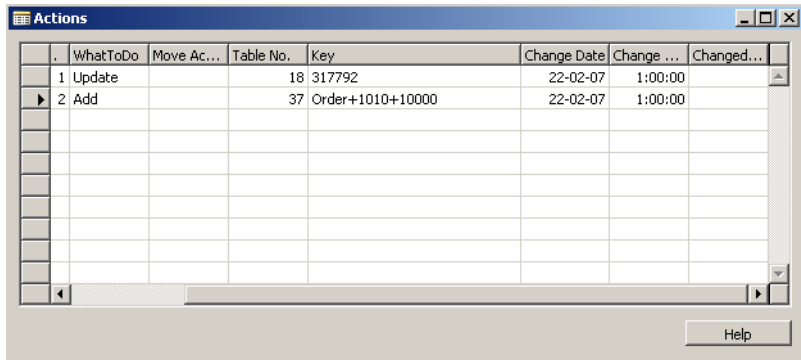 Actions
. WhatToDo Move Ac... Table No. Key Change Date Change ... Changed...
1 Update 18 317792 22-02-07 1:00:00
2 Add 37 Order+1010+10000 22-02-07 1:00:00
Help